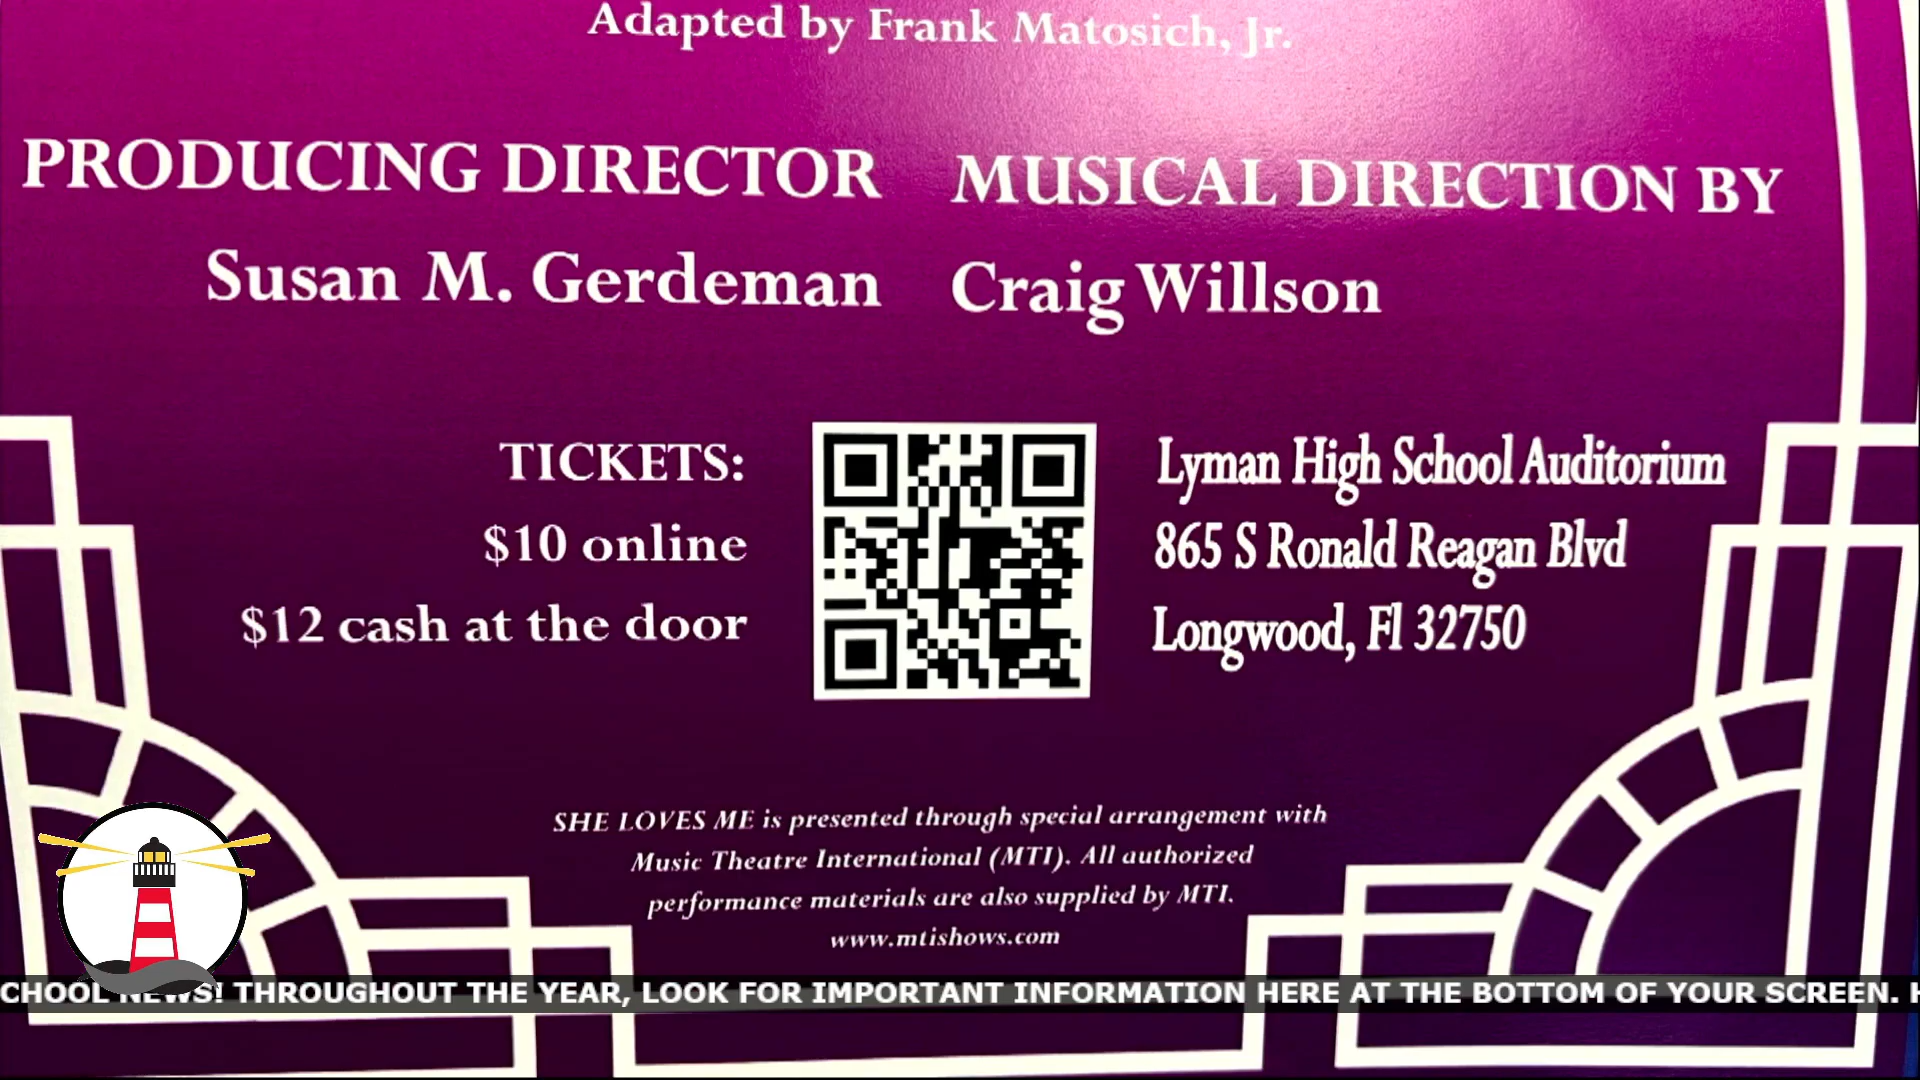 Adapted by Frank Matosich, Jr.
PRODUCING DIRECTOR
Susan M. Gerdeman
MUSICAL DIRECTION BY
Craig Willson
TICKETS:
$10 online
$12 cash at the door
Lyman High School Auditorium
865 S Ronald Reagan Blvd
Longwood, Fl 32750
SHE LOVES ME is presented through special arrangement with
Music Theatre International (MTI). All authorized
performance materials are also supplied by MTI.
www.mtishows.com
CHOOL NEWS! THROUGHOUT THE YEAR, LOOK FOR IMPORTANT INFORMATION HERE AT THE BOTTOM OF YOUR SCREEN. H